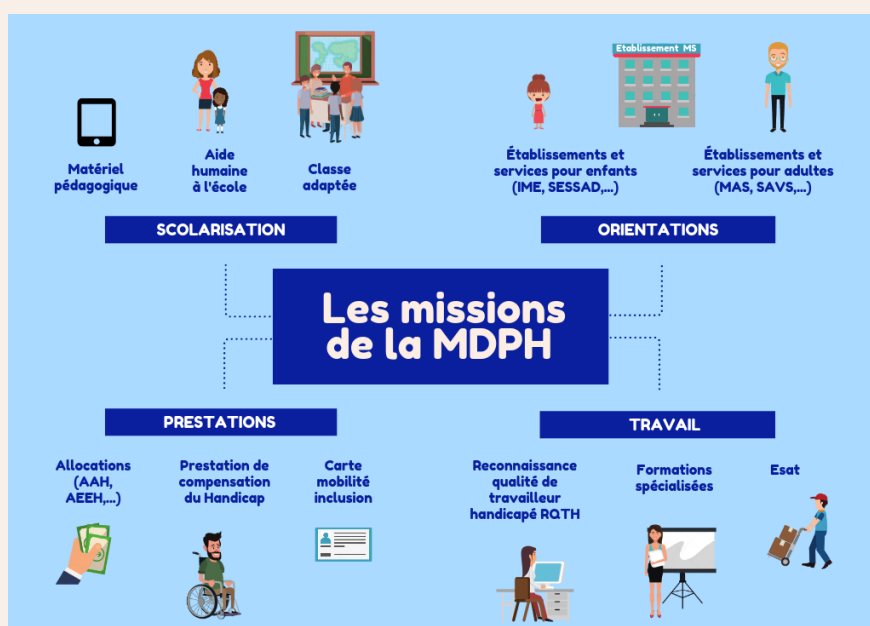 Etablissement MS
Matériel
pédagogique
Aide
humaine
à l'école
Classe
adaptée
Établissements et
services pour enfants
(IME, SESSAD,...)
Établissements et
services pour adultes
(MAS, SAVS,...)
SCOLARISATION
ORIENTATIONS
Les missions
de la MDPH
PRESTATIONS
TRAVAIL
Allocations
(AAH,
AEEH,...)
Prestation de
compensation
du Handicap
Carte
mobilité
inclusion
Reconnaissance
qualité de
travailleur
handicapé RQTH
Formations
spécialisées
Esat